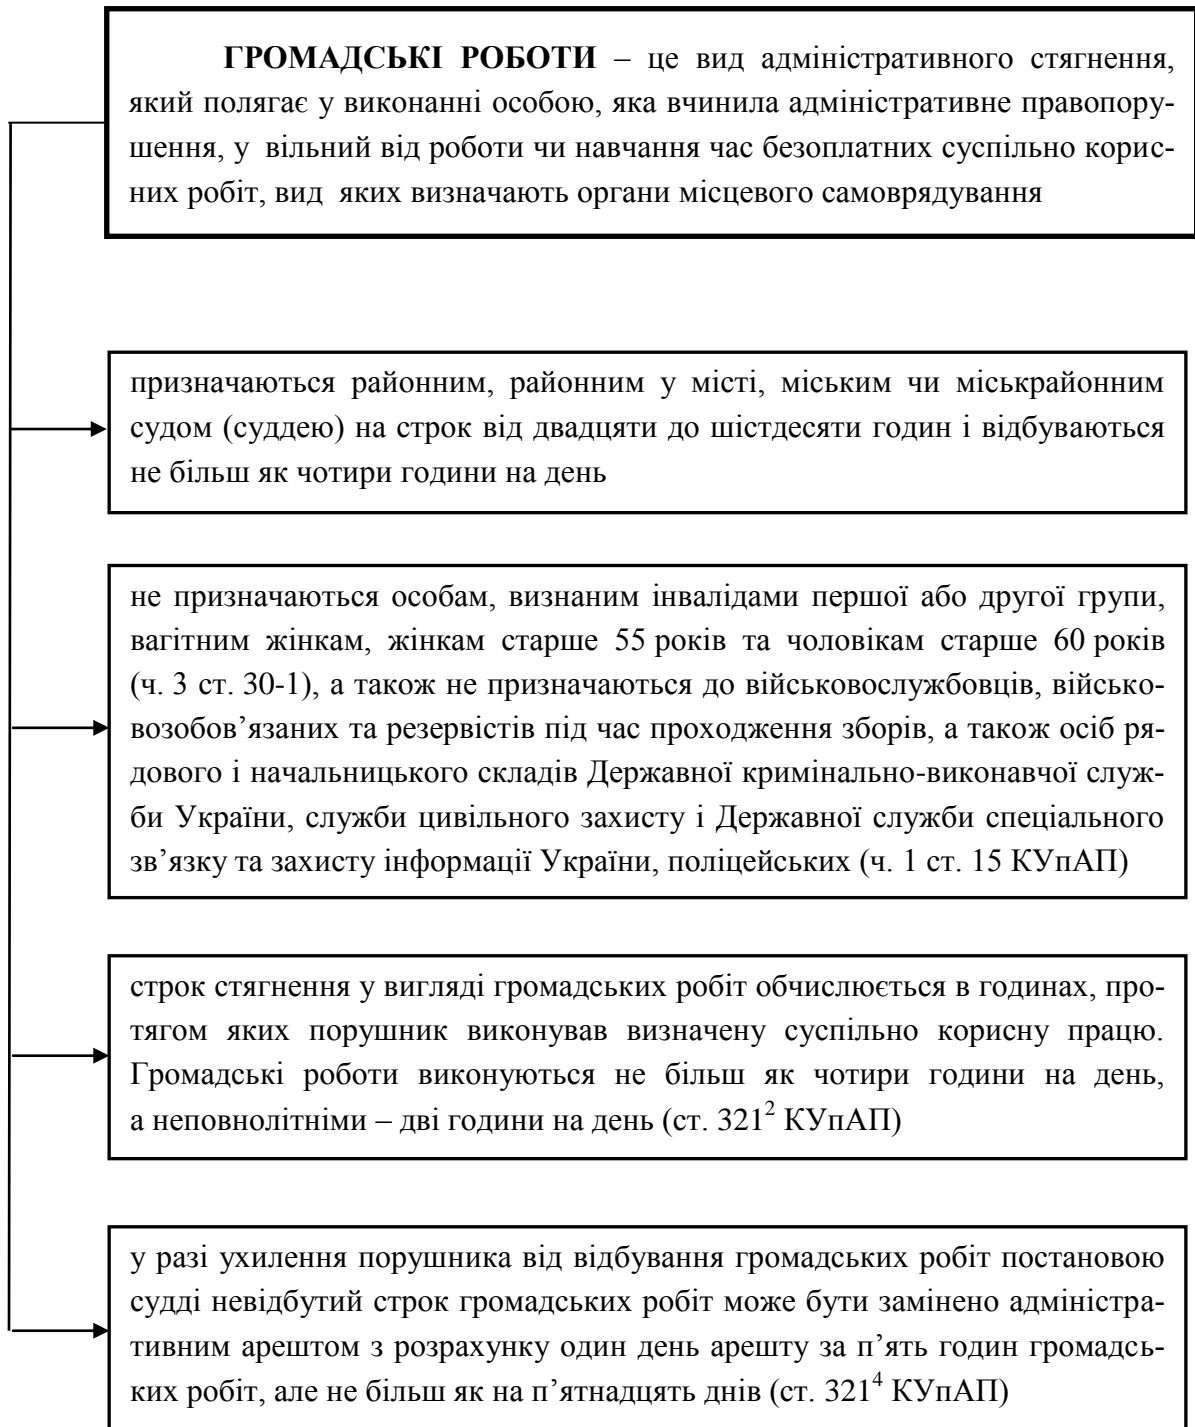 ГРОМАДСЬКІ РОБОТИ – це вид адміністративного стягнення,
який полягає у виконанні особою, яка вчинила адміністративне правопору-
шення, у вільний від роботи чи навчання час безоплатних суспільно корис-
них робіт, вид яких визначають органи місцевого самоврядування
призначаються районним, районним у місті, міським чи міськрайонним
судом (суддею) на строк від двадцяти до шістдесяти годин і відбуваються
не більш як чотири години на день
не призначаються особам, визнаним інвалідами першої або другої групи,
вагітним жінкам, жінкам старше 55 років та чоловікам старше 60 років
(ч. 3 ст. 30-1), а також не призначаються до військовослужбовців, військо-
возобов’язаних та резервістів під час проходження зборів, а також осіб ря-
дового і начальницького складів Державної кримінально-виконавчої служ-
би України, служби цивільного захисту і Державної служби спеціального
зв’язку та захисту інформації України, поліцейських (ч. 1 ст. 15 КУпАП)
строк стягнення у вигляді громадських робіт обчислюється в годинах, про-
тягом яких порушник виконував визначену суспільно корисну працю.
Громадські роботи виконуються не більш як чотири години на день,
а неповнолітніми – дві години на день (ст. 321² КУпАП)
у разі ухилення порушника від відбування громадських робіт постановою
судді невідбутий строк громадських робіт може бути замінено адміністра-
тивним арештом з розрахунку один день арешту за п’ять годин громадсь-
ких робіт, але не більш як на п’ятнадцять днів (ст. 321⁴ КУпАП)